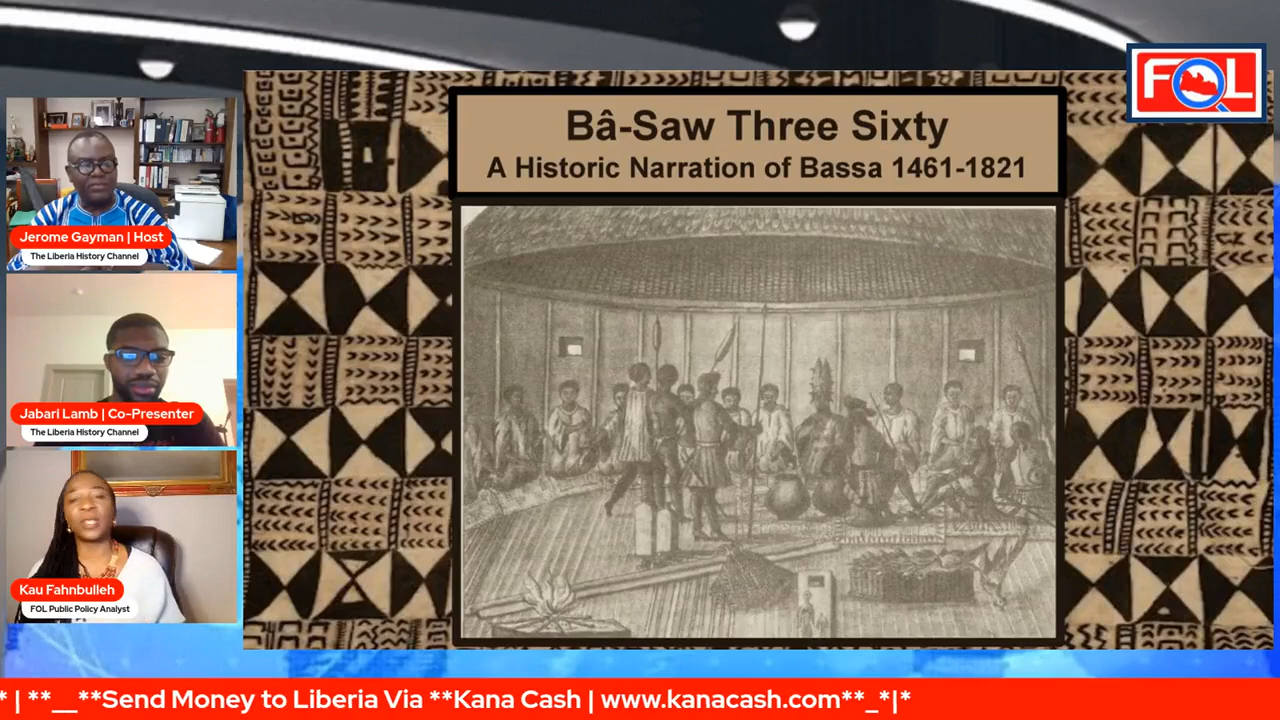 FOL
Bâ-Saw Three Sixty
A Historic Narration of Bassa 1461-1821
Jerome Gayman | Host
The Liberia History Channel
Jabari Lamb | Co-Presenter
The Liberia History Channel
Kau Fahnbulleh
FOL Public Policy Analyst
* | **__**Send Money to Liberia Via **Kana Cash | www.kanacash.com**_*|*